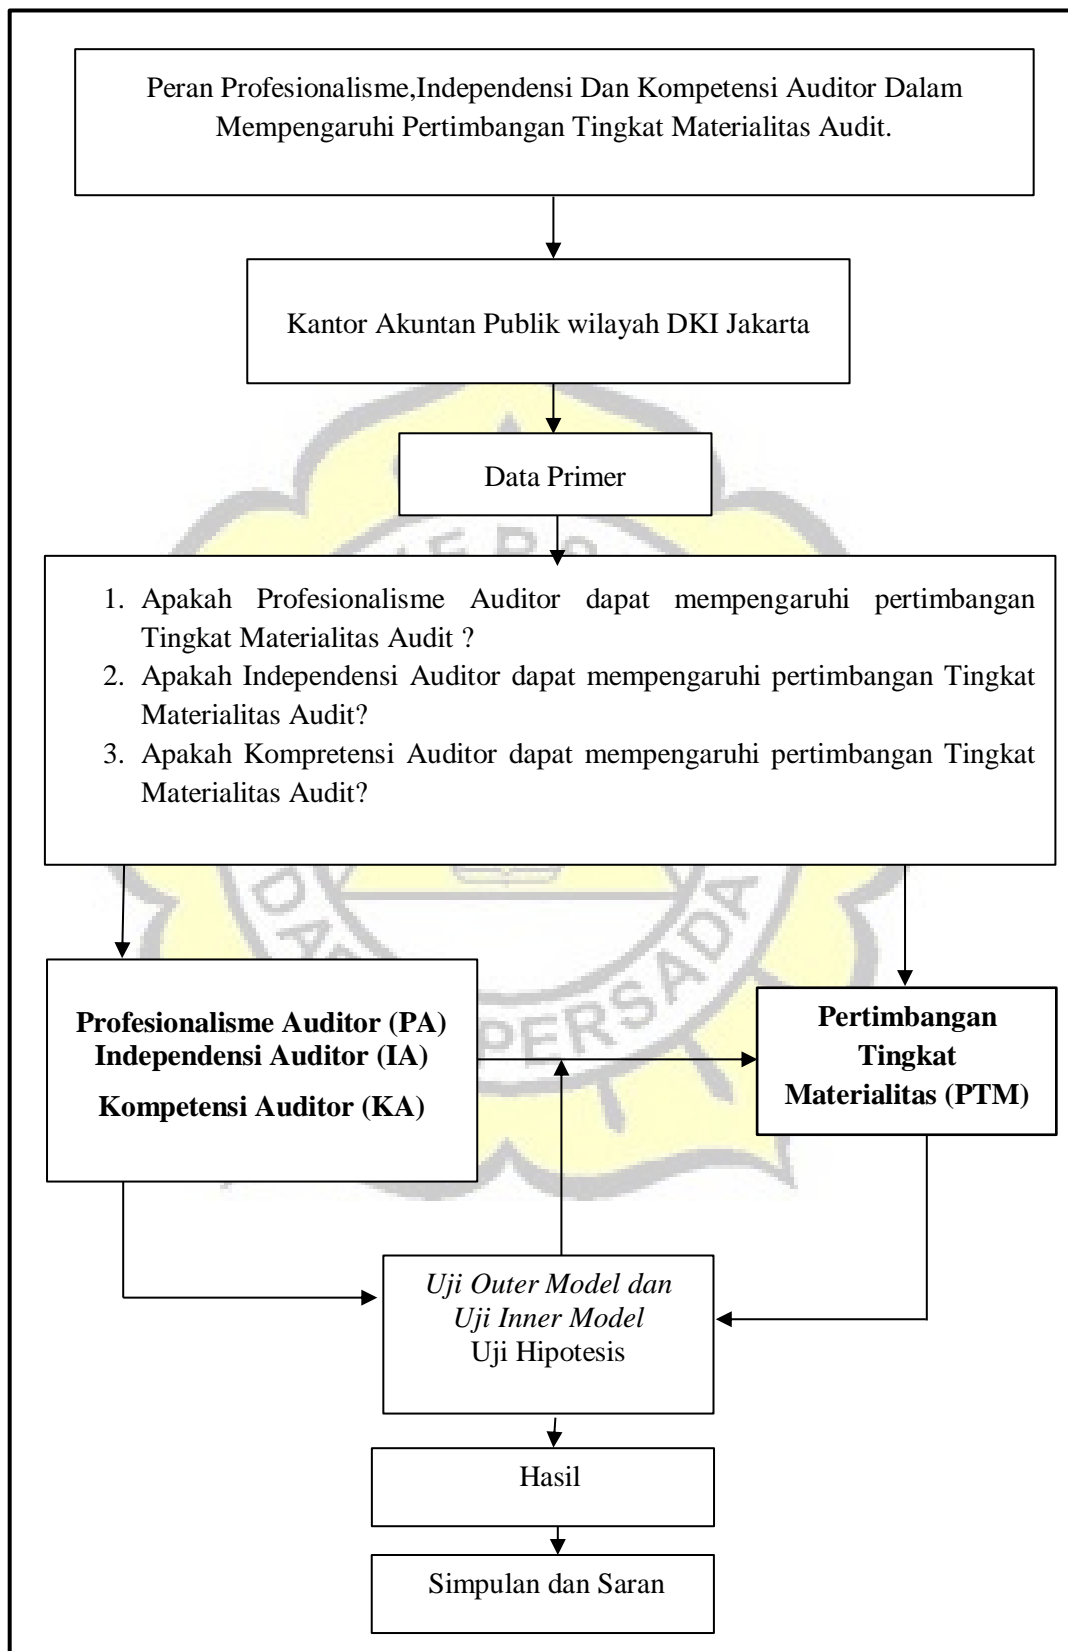 Peran Profesionalisme,Independensi Dan Kompetensi Auditor Dalam
Mempengaruhi Pertimbangan Tingkat Materialitas Audit.
Kantor Akuntan Publik wilayah DKI Jakarta
Data Primer
1. Apakah Profesionalisme Auditor dapat mempengaruhi pertimbangan
Tingkat Materialitas Audit ?
2. Apakah Independensi Auditor dapat mempengaruhi pertimbangan Tingkat
Materialitas Audit?
3. Apakah Kompretensi Auditor dapat mempengaruhi pertimbangan Tingkat
Materialitas Audit?
Profesionalisme Auditor (PA)
Independensi Auditor (IA)
Kompetensi Auditor (KA)
Pertimbangan
Tingkat
Materialitas (PTM)
Uji Outer Model dan
Uji Inner Model
Uji Hipotesis
Hasil
Simpulan dan Saran
PERSADA